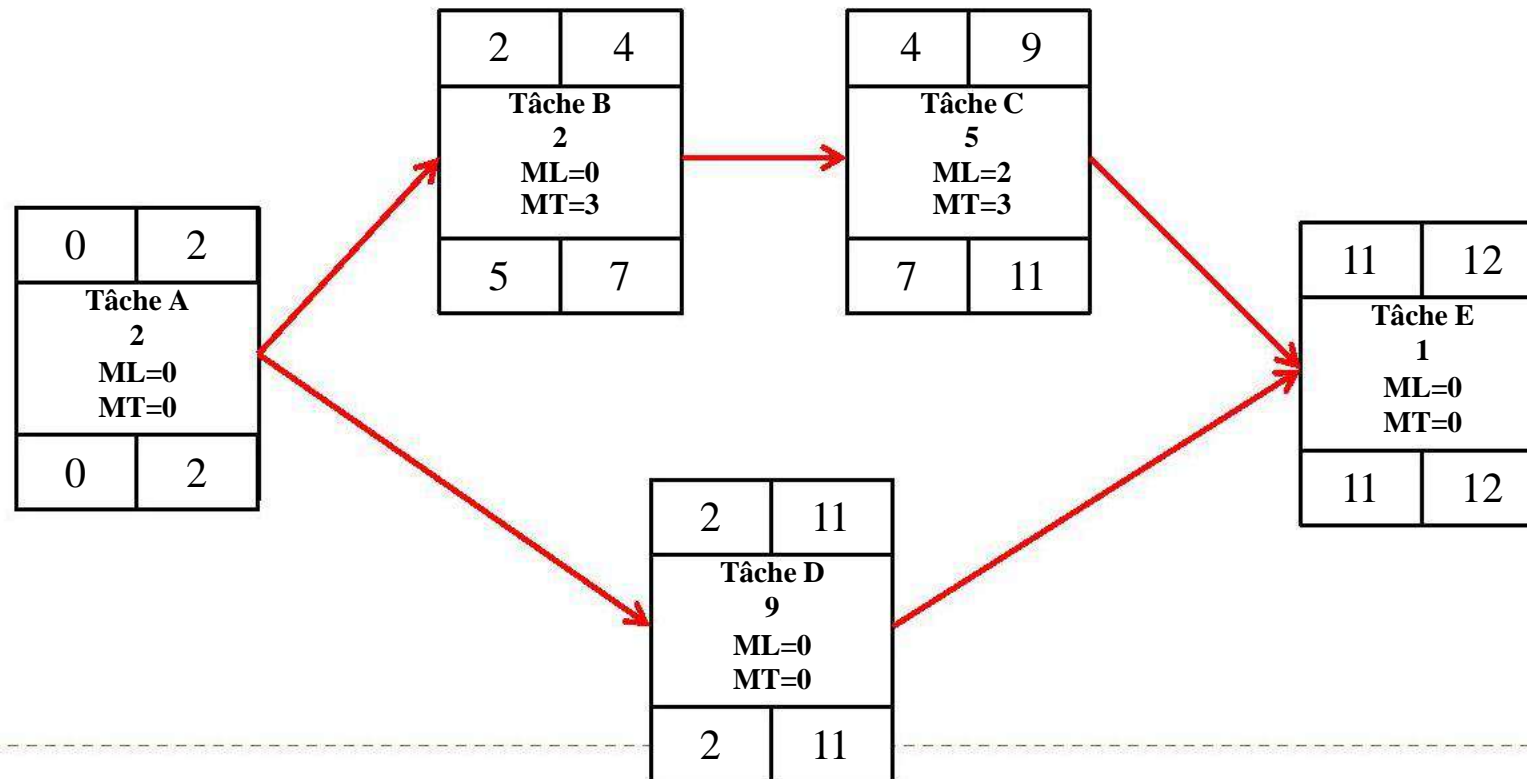 0 2
Tâche A
2
ML=0
MT=0
0 2
2 4
Tâche B
2
ML=0
MT=3
5 7
4 9
Tâche C
5
ML=2
MT=3
7 11
2 11
Tâche D
9
ML=0
MT=0
2 11
11 12
Tâche E
1
ML=0
MT=0
11 12